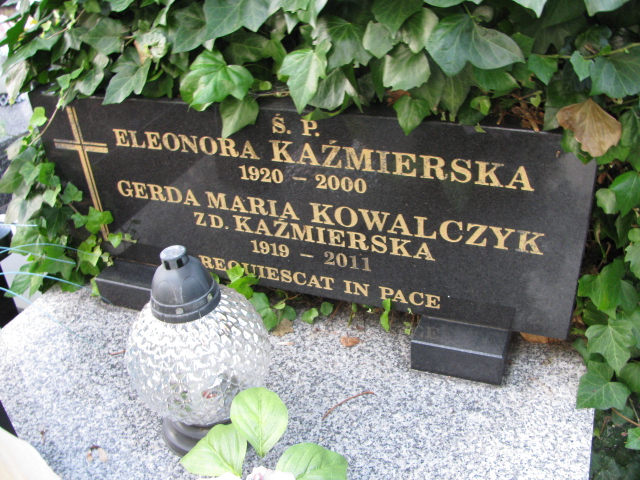 Ś. P.
ELEONORA KAŹMIERSKA
1920 - 2000
GERDA MARIA KOWALCZYK
ZD. KAŹMIERSKA
1919 - 2011
REQUIESCAT IN PACE